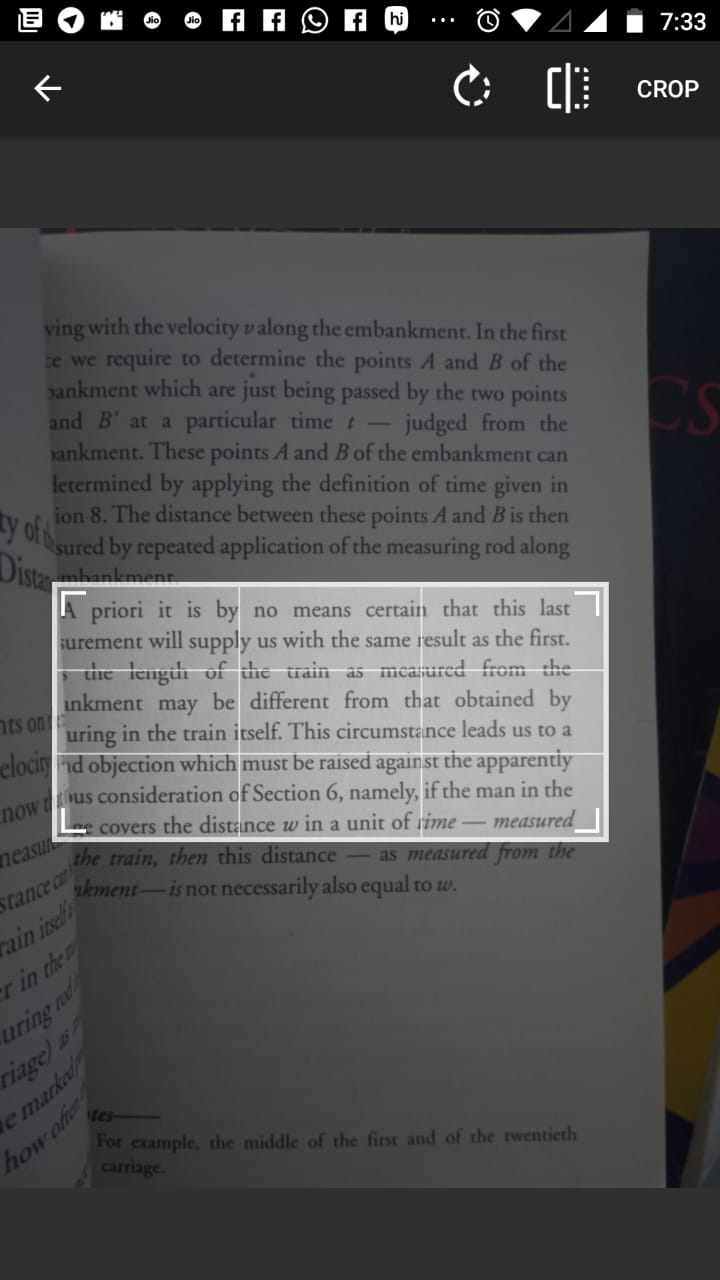 7:33
CROP
ving with the velocity v along the embankment. In the first
ce we require to determine the points A and B of the
bankment which are just being passed by the two points
and B' at a particular time t — judged from the
bankment. These points A and B of the embankment can
determined by applying the definition of time given in
ion 8. The distance between these points A and B is then
sured by repeated application of the measuring rod along
mbankment.
A priori it is by no means certain that this last
surement will supply us with the same result as the first.
s the length of the train as measured from the
ankment may be different from that obtained by
uring in the train itself. This circumstance leads us to a
nd objection which must be raised against the apparently
ous consideration of Section 6, namely, if the man in the
ge covers the distance w in a unit of time — measured
the train, then this distance — as measured from the
nkment — is not necessarily also equal to w.
tes
For example, the middle of the first and of the twentieth
carriage.
ty of
Dista
nts on
elocity
now
measu
stance can
rain itself
er in the
uring rod
riage) as
e marked
how often
CS